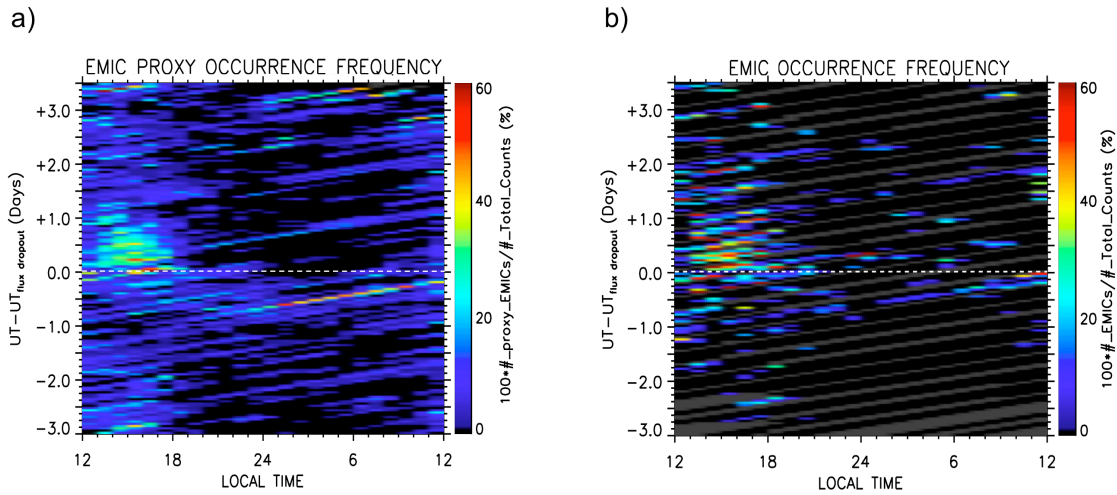 a)
EMIC PROXY OCCURRENCE FREQUENCY
+3.0
+2.0
+1.0
0.0
-1.0
-2.0
-3.0
UT-UTflux dropout (Days)
12 18 24 6 12
LOCAL TIME
60
40
20
0
100*#_proxy_EMICs/#_Total_Counts (%)
b)
EMIC OCCURRENCE FREQUENCY
+3.0
+2.0
+1.0
0.0
-1.0
-2.0
-3.0
UT-UTflux dropout (Days)
12 18 24 6 12
LOCAL TIME
60
40
20
0
100*#_EMICs/#_Total_Counts (%)